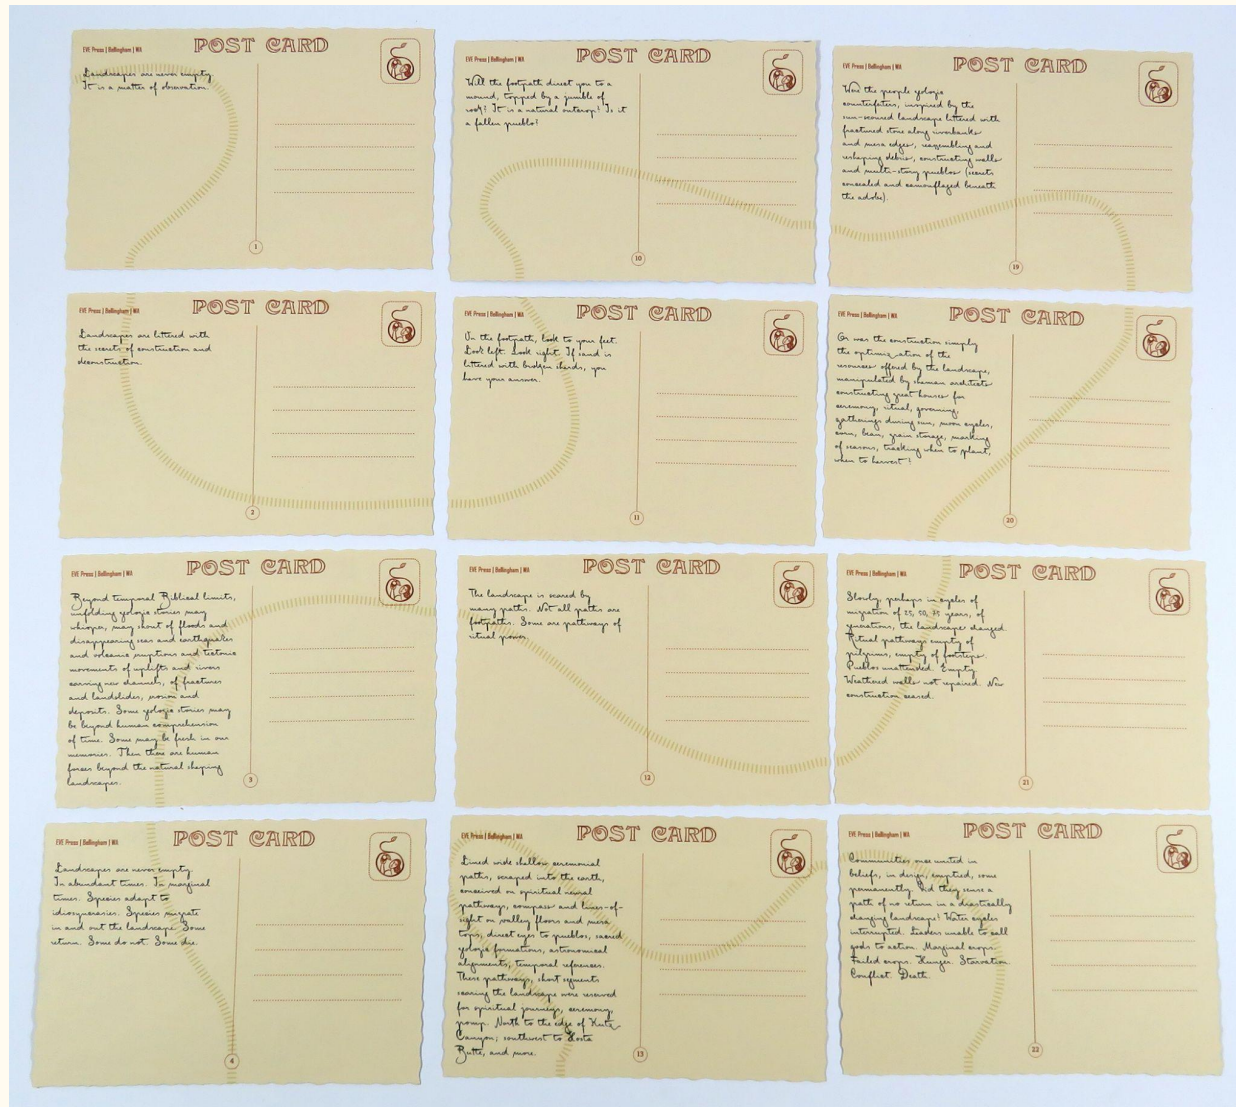 EVE Press | Bellingham | WA
POST CARD
Landscapes are never empty
It is a matter of observation.
1
EVE Press | Bellingham | WA
POST CARD
Will the footpath direct you to a
mound, topped by a jumble of
rock? It is a natural outcrop? Is it
a fallen pueblo?
10
EVE Press | Bellingham | WA
POST CARD
Were the people geologic
counterfeiters, inspired by the
sun-scoured landscape littered with
fractured stone along riverbanks
and mesa edges, reassembling and
reshaping debris, constructing walls
and multi-story pueblos (secrets
concealed and camouflaged beneath
the adobe).
19
EVE Press | Bellingham | WA
POST CARD
Landscapes are littered with
the secrets of construction and
deconstruction.
2
EVE Press | Bellingham | WA
POST CARD
On the footpath, look to your feet.
Look left. Look right. If sand is
littered with broken shards, you
have your answer.
11
EVE Press | Bellingham | WA
POST CARD
Or was the construction simply
the optimiz ation of the
resources offered by the landscape,
manipulated by shaman architects
constructing great houses for
ceremony, ritual, governing,
gatherings during sun, moon cycles,
corn, bean, grain storage, marking
of seasons, tracking when to plant,
when to harvest?
20
EVE Press | Bellingham | WA
POST CARD
Beyond temporal Biblical limits,
unfolding geologic stories may
whisper, may shout of floods and
disappearing seas and earthquakes
and volcanic eruptions and tectonic
movements of uplifts and rivers
carving new channels, of fractures
and landslides, erosion and
deposits. Some geologic stories may
be beyond human comprehension
of time. Some may be fresh in our
memories. Then there are human
forces beyond the natural shaping
landscapes.
3
EVE Press | Bellingham | WA
POST CARD
The landscape is scared by
many paths. Not all paths are
footpaths. Some are pathways of
ritual power.
12
EVE Press | Bellingham | WA
POST CARD
Slowly, perhaps in cycles of
migration of 25, 50, 75 years, of
generations, the landscape changed.
Ritual pathways empty of
pilgrims, empty of footsteps.
Pueblos unattended. Empty.
Weathered walls not repaired. New
construction ceased.
21
EVE Press | Bellingham | WA
POST CARD
Landscapes are never empty.
In abundant times. In marginal
times. Species adapt to
idiosyncrasies. Species migrate
in and out the landscape. Some
return. Some do not. Some die.
4
EVE Press | Bellingham | WA
POST CARD
Lined wide shallow ceremonial
paths, scraped into the earth,
conceived on spiritual neural
pathways, compass and lines-of-
sight on valley floors and mesa
tops, direct eyes to pueblos, sacred
geologic formations, astronomical
alignments, temporal references.
These pathways, short segments
scaring the landscape were reserved
for spiritual journeys, ceremony,
pomp. North to the edge of Kutz
Canyon; southwest to Hosta
Butte, and more.
13
EVE Press | Bellingham | WA
POST CARD
Communities once united in
beliefs, in design, emptied, some
permanently. Did they sense a
path of no return in a drastically
changing landscape? Water cycles
interrupted. Leaders unable to call
gods to action. Marginal crops.
Failed crops. Hunger. Starvation.
Conflict. Death.
22